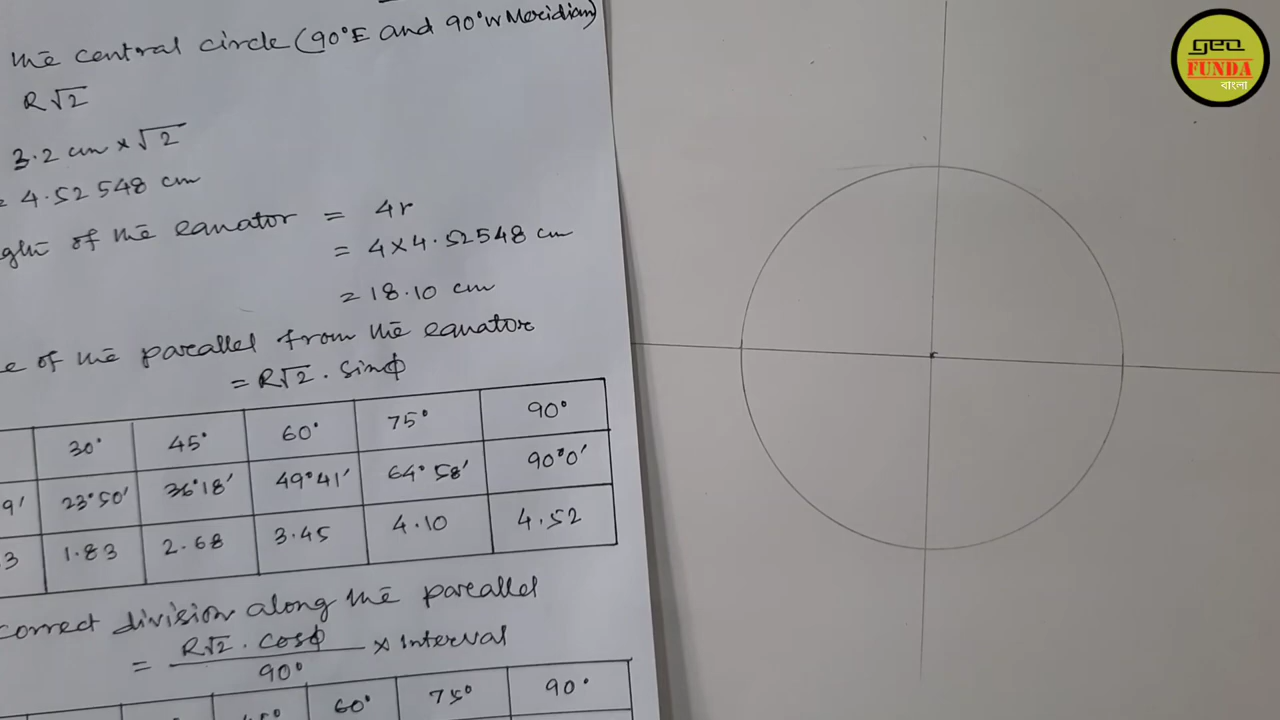 the central circle (90°E and 90°W Meridian)
R√2
3.2 cm × √2
= 4.52548 cm
of the equator = 4r
= 4 × 4.52548 cm
= 18.10 cm
of the parallel from the equator
= R√2 . sinϕ
30° 45° 60° 75° 90°
9' 23°50' 36°18' 49°41' 64°58' 90°0'
3 1.83 2.68 3.45 4.10 4.52
correct division along the parallel
= R√2 . cosϕ / 90° × Interval
60° 75° 90°
geo
FUNDA
বাংলা